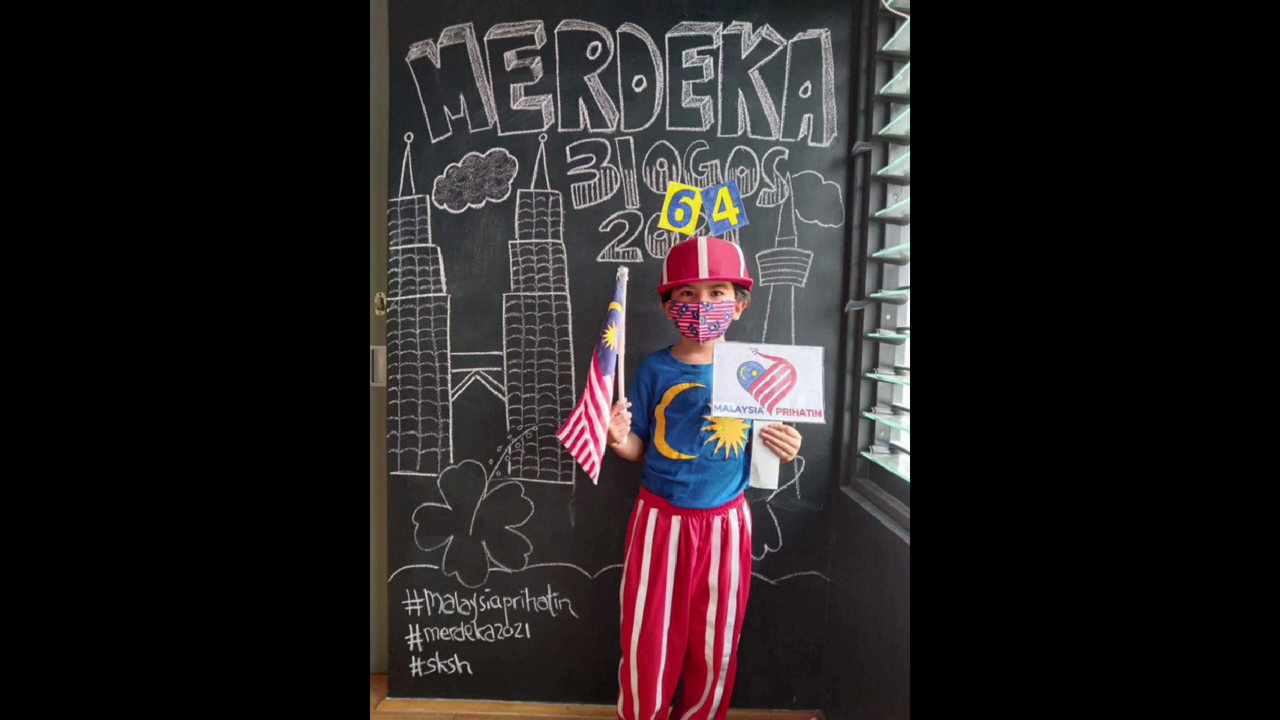 MERDEKA
31 OGOS
64
MALAYSIA PRIHATIN
#malaysiaprihatin
#merdeka2021
#sksh